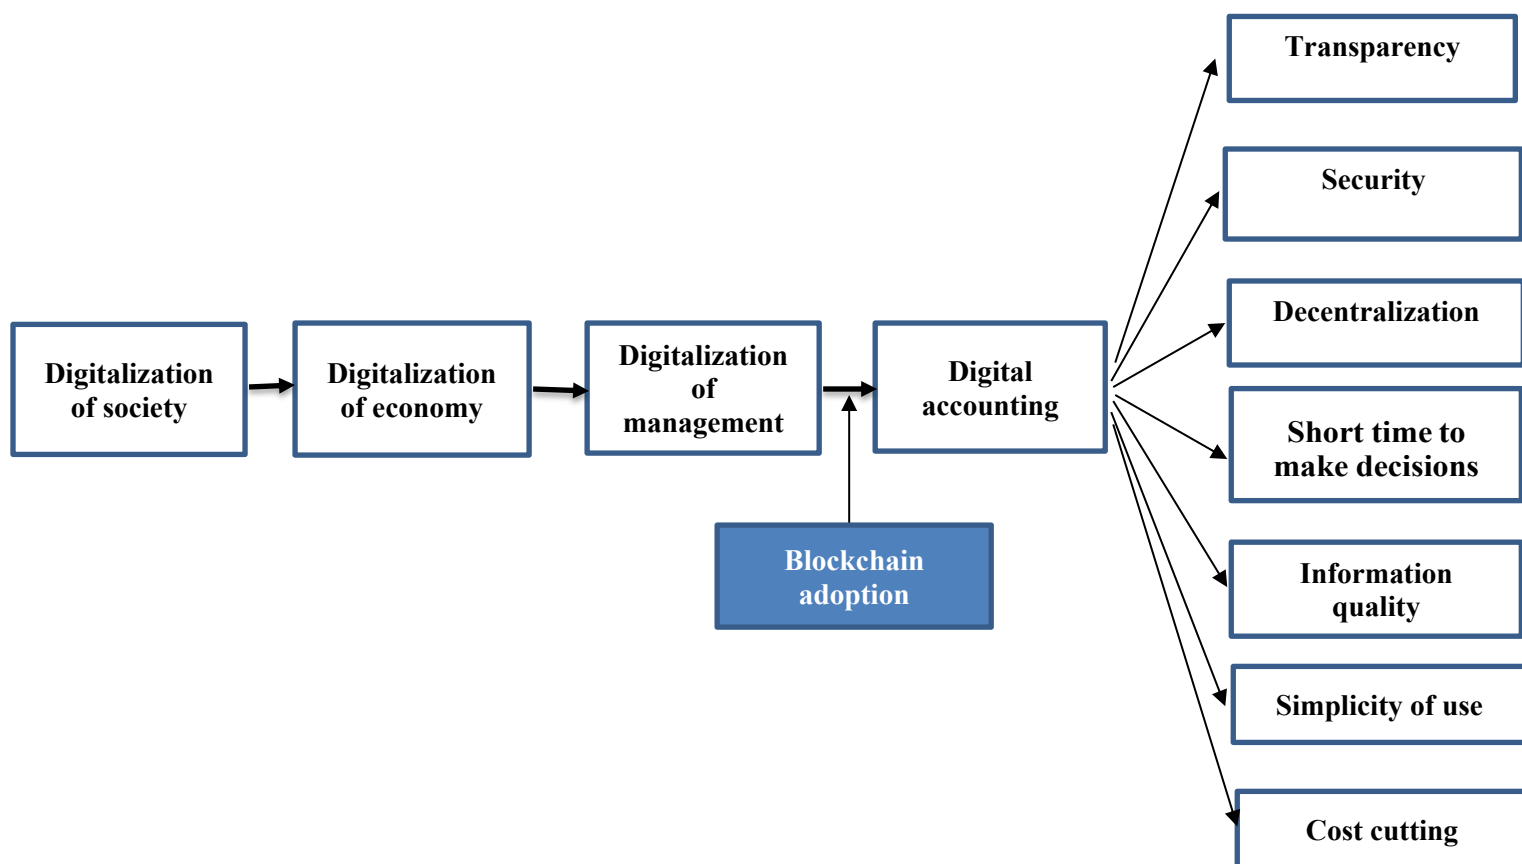 Transparency
Security
Decentralization
Digitalization
of society
Digitalization
of economy
Digitalization
of
management
Digital
accounting
Short time to
make decisions
Blockchain
adoption
Information
quality
Simplicity of use
Cost cutting